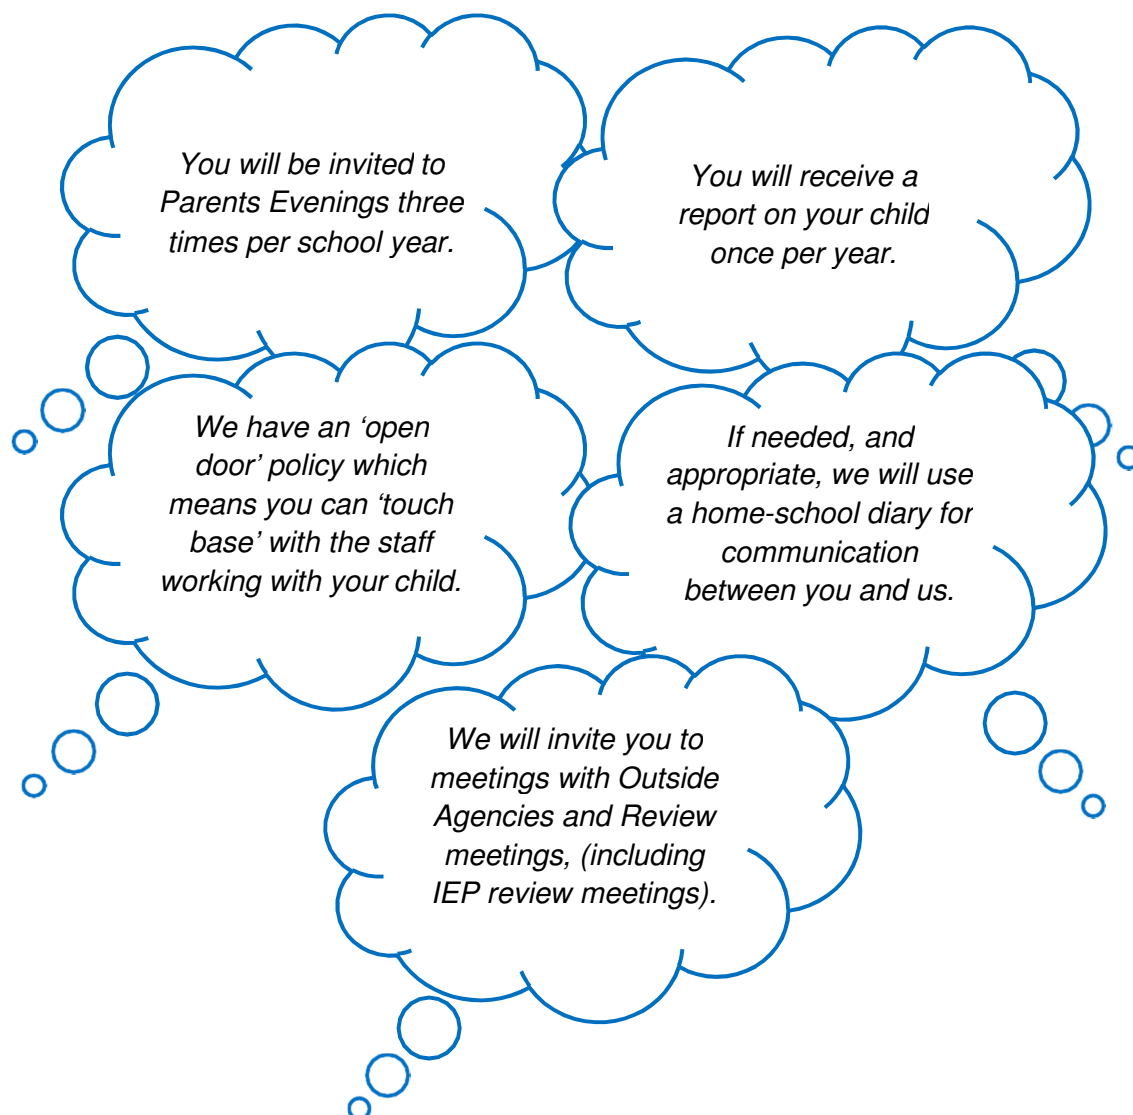 You will be invited to
Parents Evenings three
times per school year.
You will receive a
report on your child
once per year.
We have an ‘open
door’ policy which
means you can ‘touch
base’ with the staff
working with your child.
If needed, and
appropriate, we will use
a home-school diary for
communication
between you and us.
We will invite you to
meetings with Outside
Agencies and Review
meetings, (including
IEP review meetings).